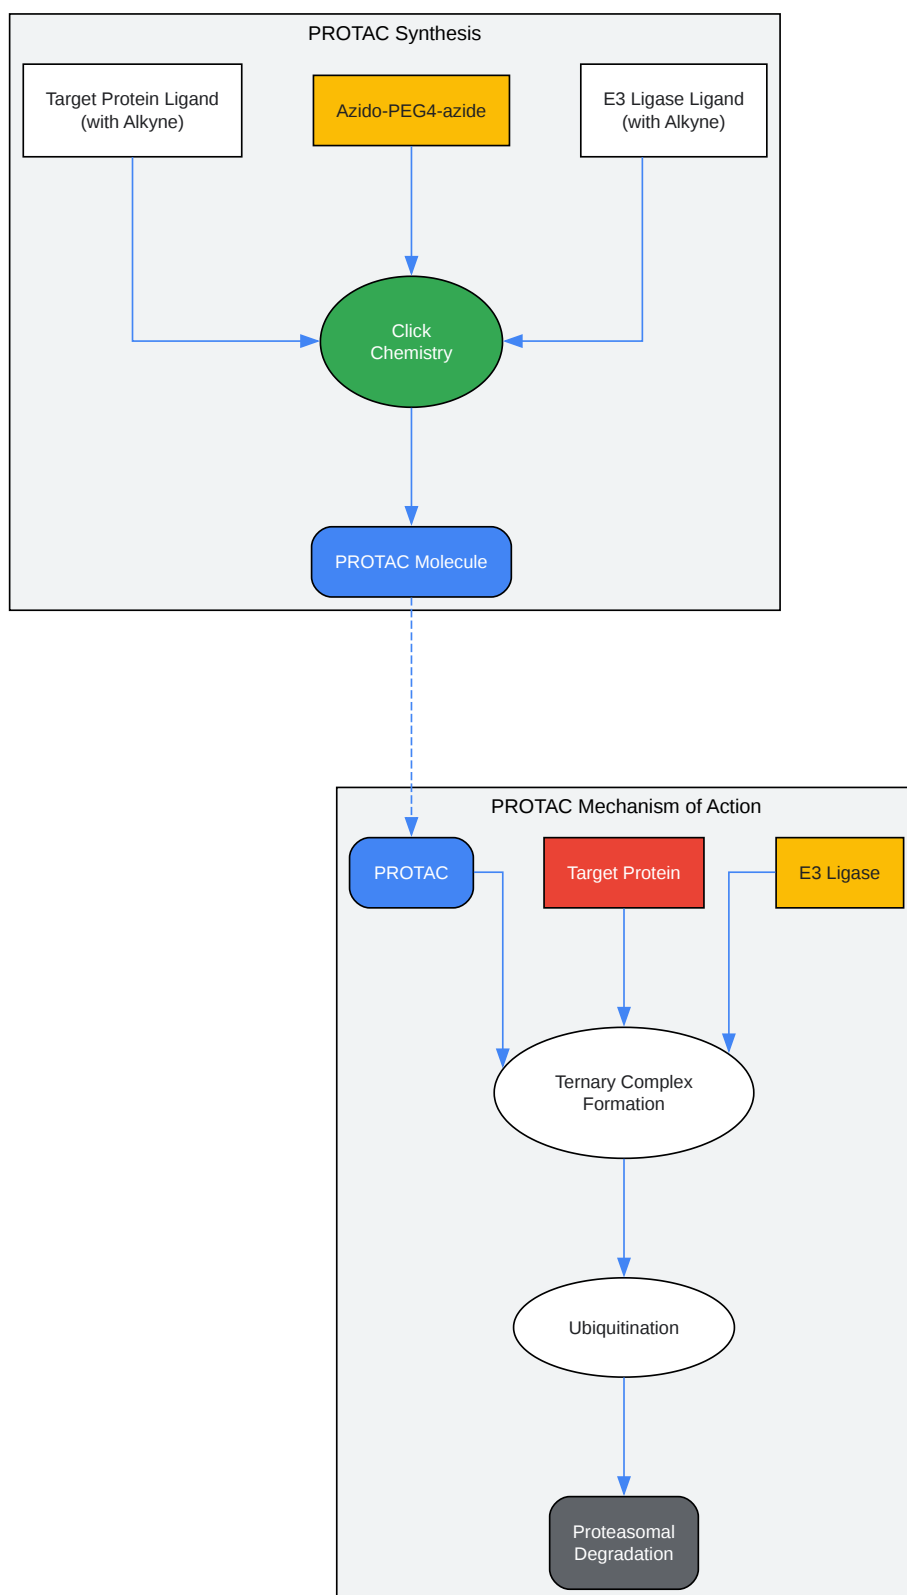 PROTAC Synthesis
Target Protein Ligand
(with Alkyne)
Azido-PEG4-azide
E3 Ligase Ligand
(with Alkyne)
Click
Chemistry
PROTAC Molecule
PROTAC Mechanism of Action
PROTAC
Target Protein
E3 Ligase
Ternary Complex
Formation
Ubiquitination
Proteasomal
Degradation